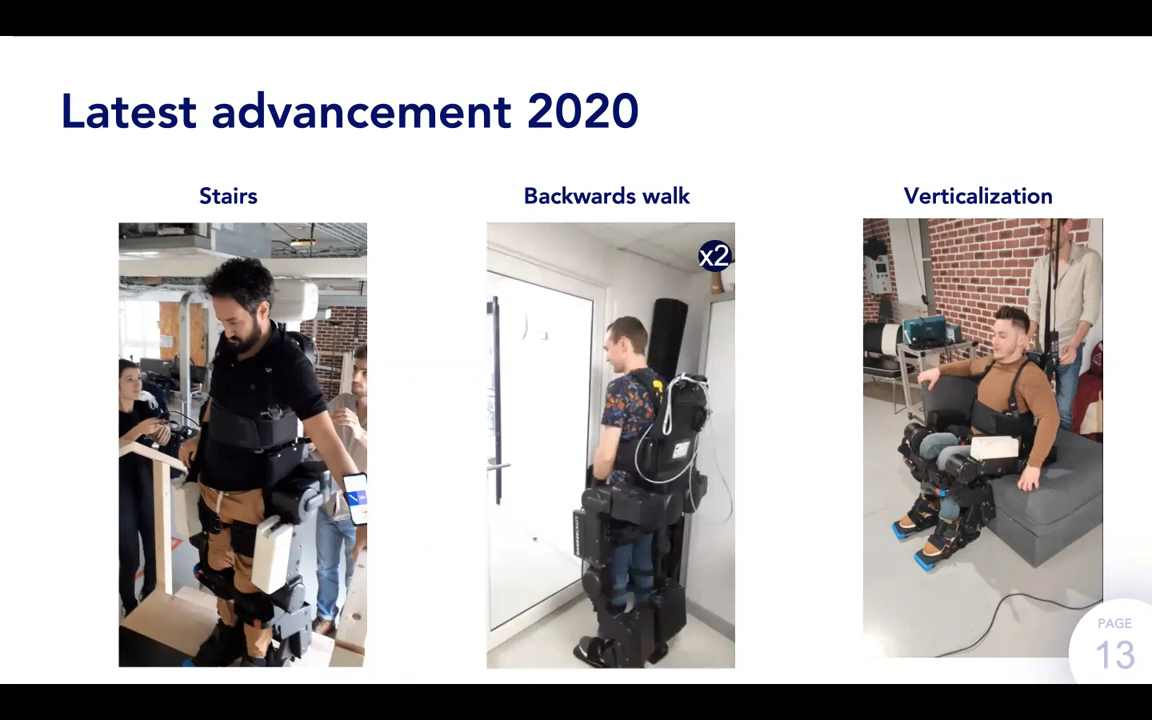 Latest advancement 2020
Stairs
Backwards walk
Verticalization
x2
PAGE
13